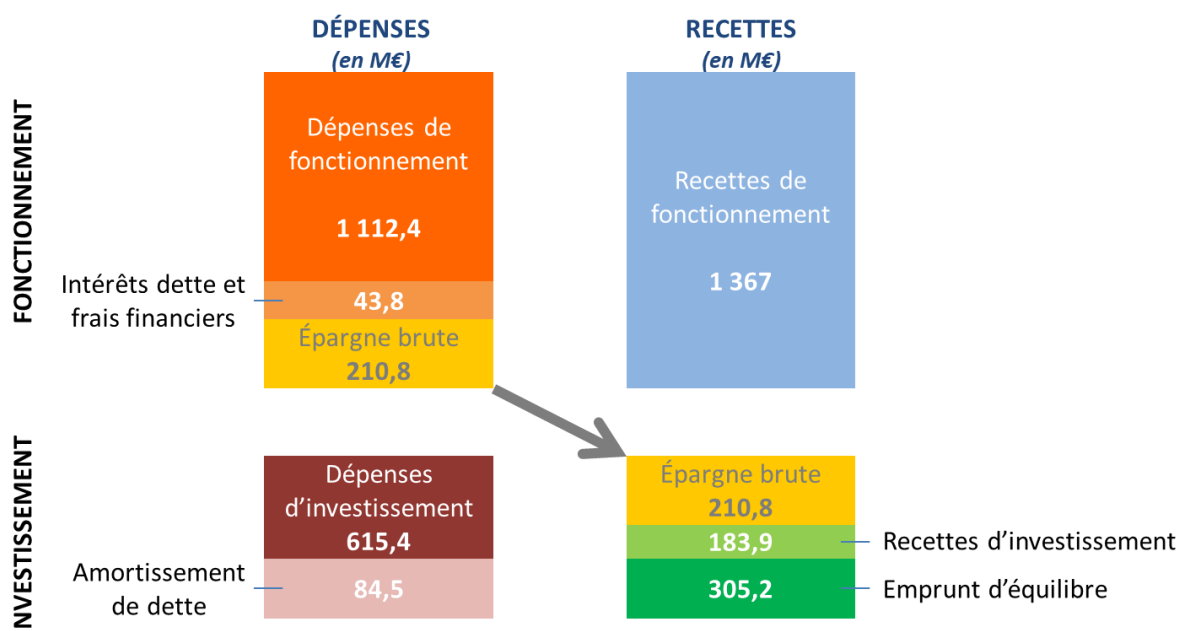 DÉPENSES
(en M€)
RECETTES
(en M€)
FONCTIONNEMENT
Dépenses de
fonctionnement
1 112,4
Intérêts dette et
frais financiers
43,8
Épargne brute
210,8
Recettes de
fonctionnement
1 367
NVESTISSEMENT
Dépenses
d’investissement
615,4
Amortissement
de dette
84,5
Épargne brute
210,8
183,9
Recettes d’investissement
305,2
Emprunt d’équilibre